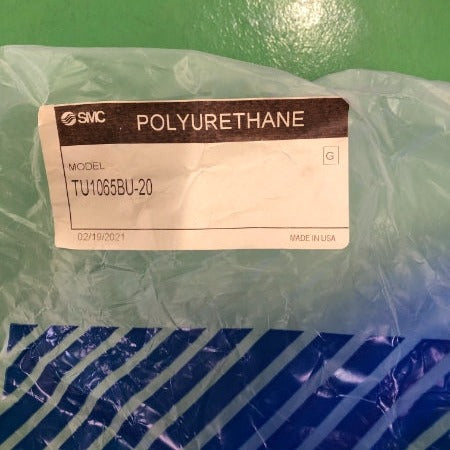 SMC POLYURETHANE
G
MODEL
TU1065BU-20
02/19/2021 MADE IN USA